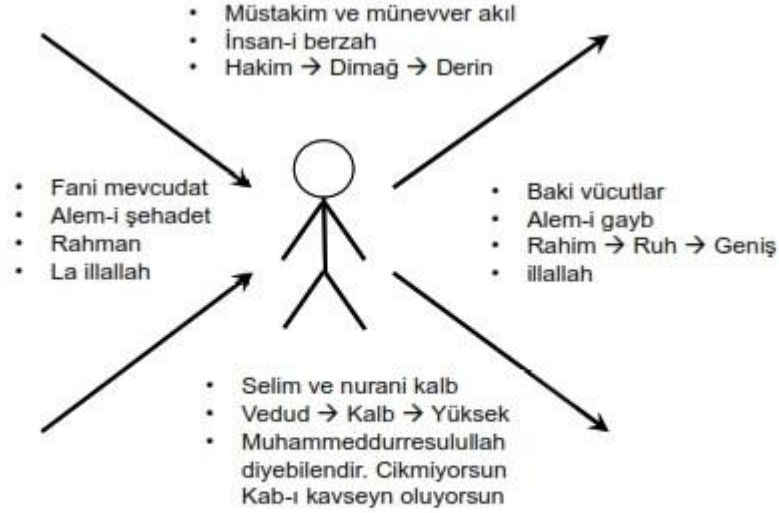 • Müstakim ve münevver akıl
• İnsan-i berzah
• Hakim → Dimağ → Derin
• Fani mevcudat
• Alem-i şehadet
• Rahman
• La illallah
• Baki vücutlar
• Alem-i gayb
• Rahim → Ruh → Geniş
• illallah
• Selim ve nurani kalb
• Vedud → Kalb → Yüksek
• Muhammeddurresulullah
diyebilendir. Cikmiyorsun
Kab-ı kavseyn oluyorsun